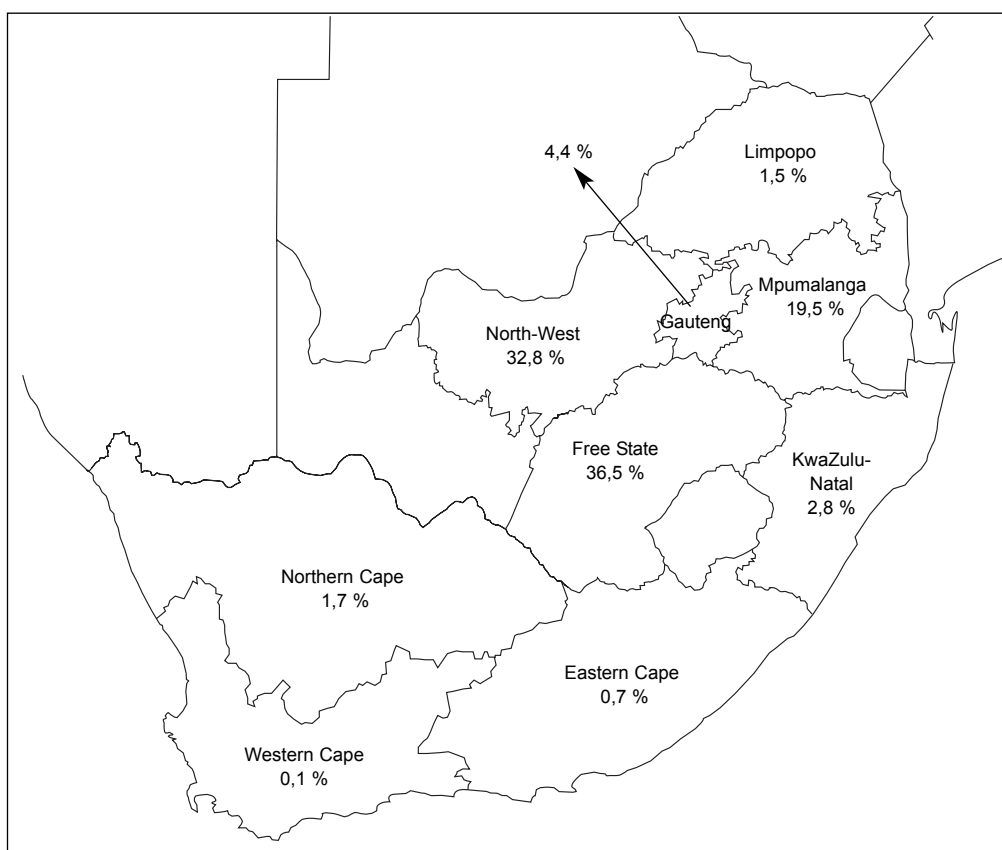 Limpopo
1,5 %
4,4 %
Mpumalanga
19,5 %
Gauteng
North-West
32,8 %
Free State
36,5 %
KwaZulu-
Natal
2,8 %
Northern Cape
1,7 %
Eastern Cape
0,7 %
Western Cape
0,1 %